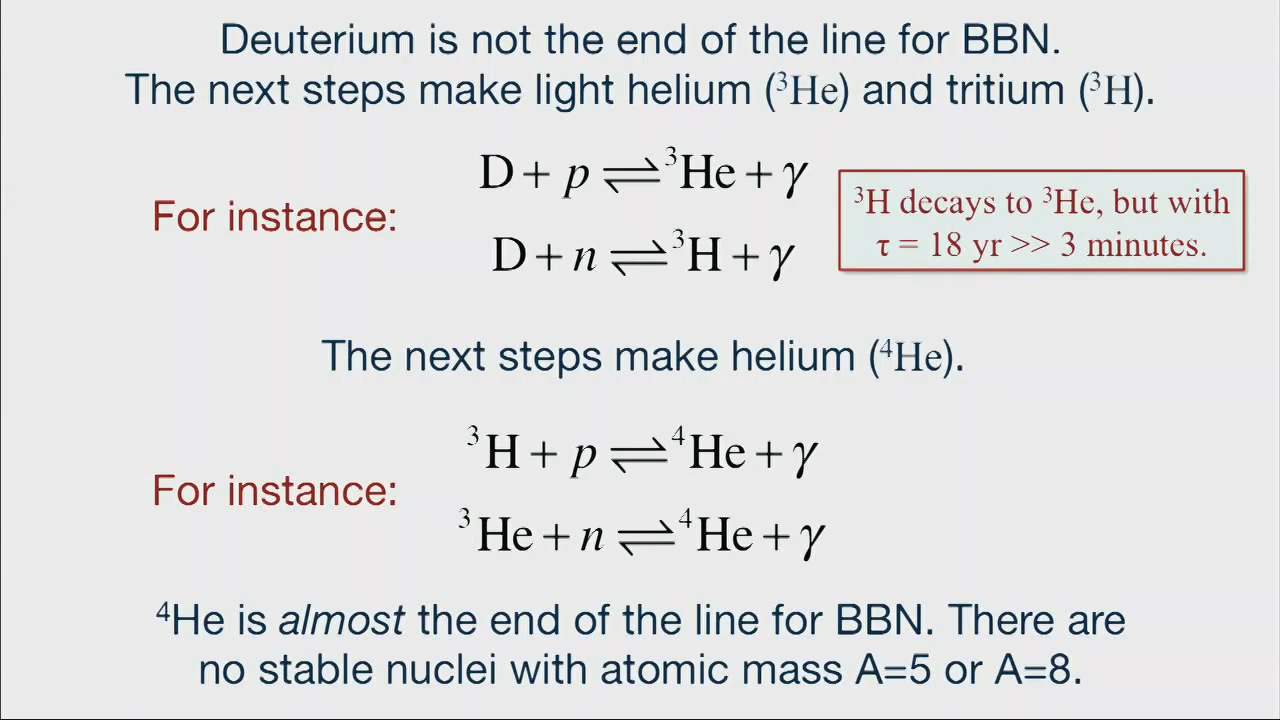 Deuterium is not the end of the line for BBN.
The next steps make light helium (³He) and tritium (³H).
For instance:
D + p ⇌ ³He + γ
D + n ⇌ ³H + γ
³H decays to ³He, but with
τ = 18 yr >> 3 minutes.
The next steps make helium (⁴He).
For instance:
³H + p ⇌ ⁴He + γ
³He + n ⇌ ⁴He + γ
⁴He is almost the end of the line for BBN. There are
no stable nuclei with atomic mass A=5 or A=8.